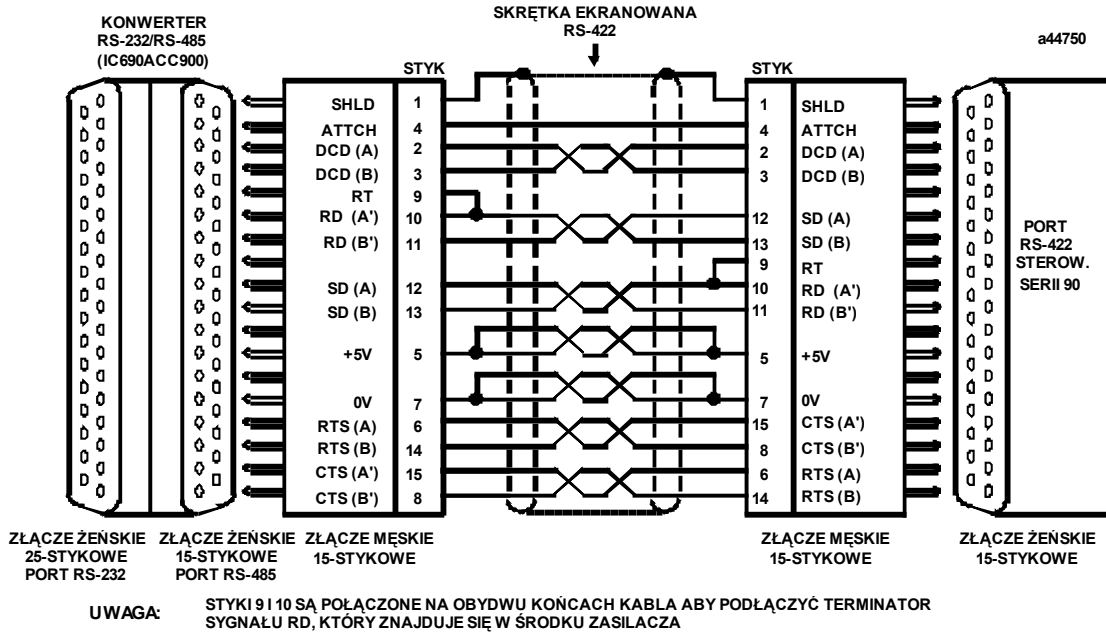 SKRĘTKA EKRANOWANA
RS-422
a44750
KONWERTER
RS-232/RS-485
(IC690ACC900)
STYK
STYK
SHLD 1
1 SHLD
ATTCH 4
4 ATTCH
DCD (A) 2
2 DCD (A)
DCD (B) 3
3 DCD (B)
RT 9
RD (A') 10
12 SD (A)
RD (B') 11
13 SD (B)
9 RT
SD (A) 12
10 RD (A')
SD (B) 13
11 RD (B')
+5V 5
5 +5V
0V 7
7 0V
RTS (A) 6
15 CTS (A')
RTS (B) 14
8 CTS (B')
CTS (A') 15
6 RTS (A)
CTS (B') 8
14 RTS (B)
PORT
RS-422
STEROW.
SERII 90
ZŁĄCZE ŻEŃSKIE
25-STYKOWE
PORT RS-232
ZŁĄCZE ŻEŃSKIE
15-STYKOWE
PORT RS-485
ZŁĄCZE MĘSKIE
15-STYKOWE
ZŁĄCZE MĘSKIE
15-STYKOWE
ZŁĄCZE ŻEŃSKIE
15-STYKOWE
UWAGA: STYKI 9 I 10 SĄ POŁĄCZONE NA OBYDWU KOŃCACH KABLA ABY PODŁĄCZYĆ TERMINATOR
SYGNAŁU RD, KTÓRY ZNAJDUJE SIĘ W ŚRODKU ZASILACZA